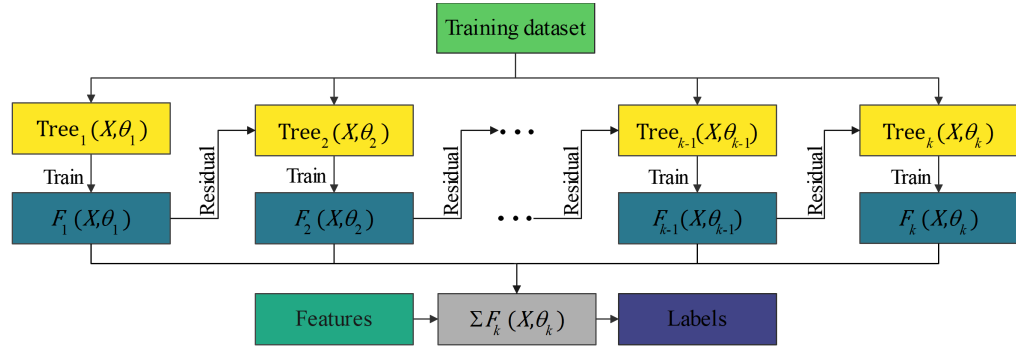 Training dataset
Tree₁(X,θ₁)
Tree₂(X,θ₂)
•••
Treeₖ₋₁(X,θₖ₋₁)
Treeₖ(X,θₖ)
Train
Residual
Train
Residual
Residual
Train
Residual
Train
F₁(X,θ₁)
F₂(X,θ₂)
•••
Fₖ₋₁(X,θₖ₋₁)
Fₖ(X,θₖ)
Features
ΣFₖ(X,θₖ)
Labels